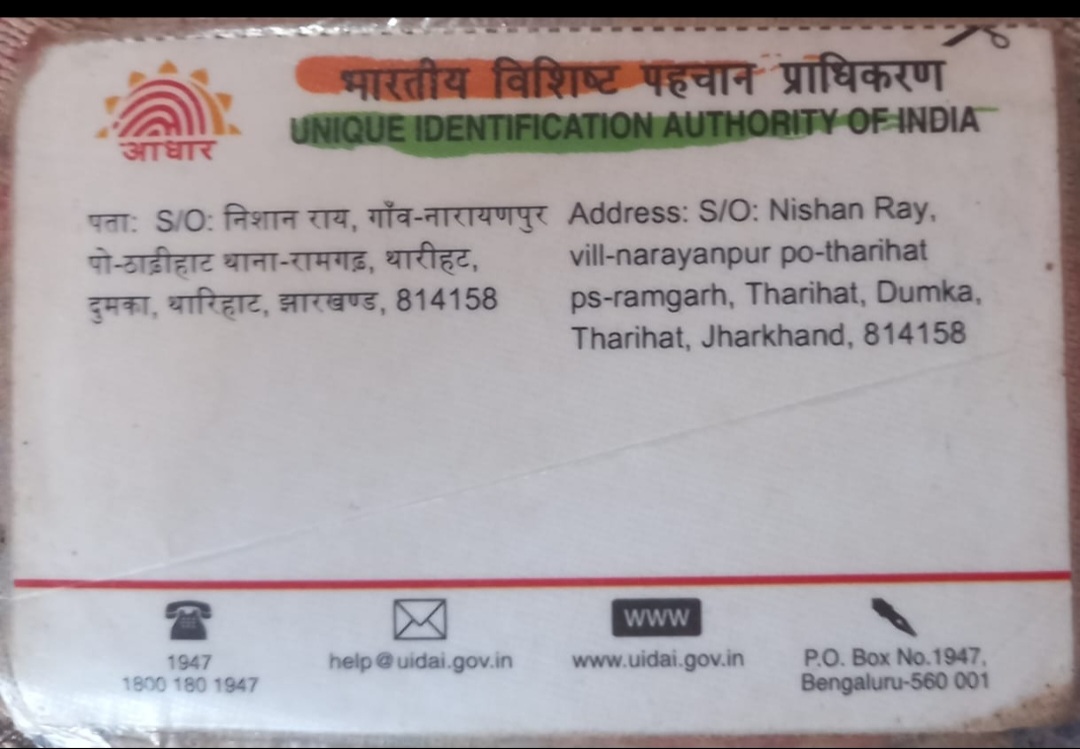 भारतीय विशिष्ट पहचान प्राधिकरण
UNIQUE IDENTIFICATION AUTHORITY OF INDIA
आधार
पता: S/O: निशान राय, गाँव-नारायणपुर
पो-ठाढ़ीहाट थाना-रामगढ़, थारीहट,
दुमका, थारिहाट, झारखण्ड, 814158
Address: S/O: Nishan Ray,
vill-narayanpur po-tharihat
ps-ramgarh, Tharihat, Dumka,
Tharihat, Jharkhand, 814158
1947
1800 180 1947
help@uidai.gov.in
WWW
www.uidai.gov.in
P.O. Box No.1947,
Bengaluru-560 001